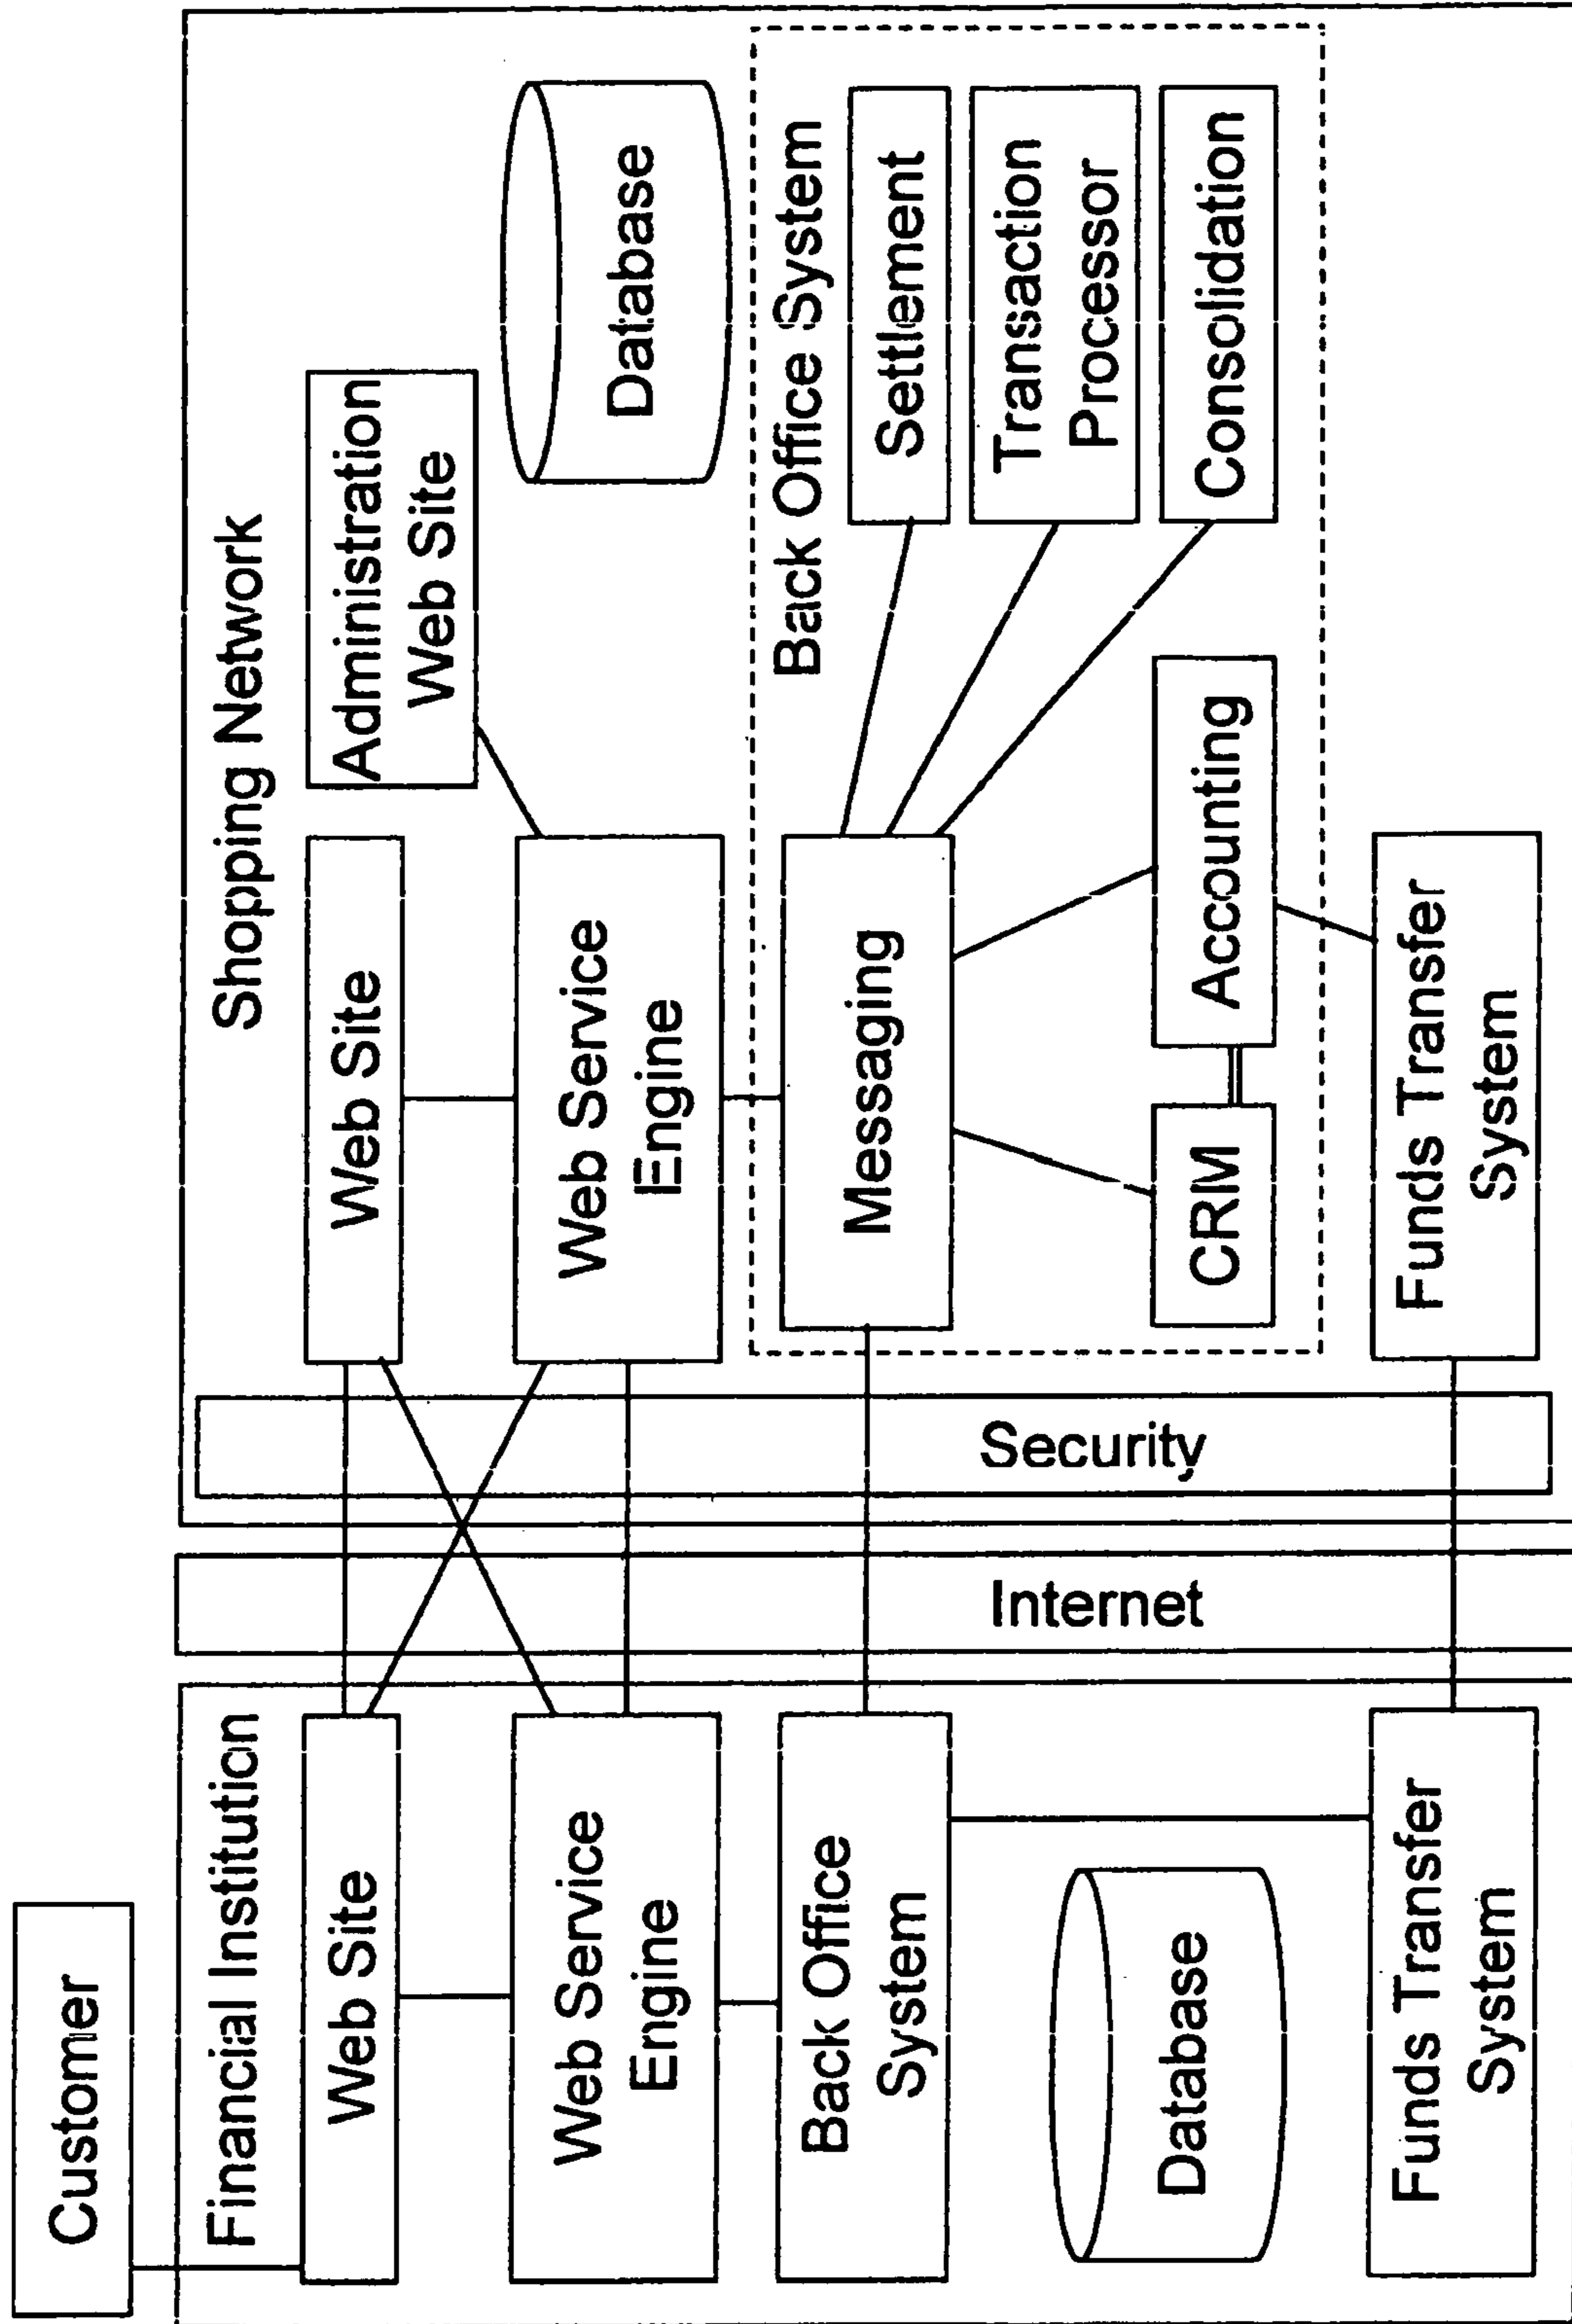 Customer
Financial Institution
Web Site
Web Service
Engine
Back Office
System
Database
Funds Transfer
System
Internet
Security
Shopping Network
Web Site
Administration
Web Site
Web Service
Engine
Database
Back Office System
Messaging
Settlement
Transaction
Processor
Consolidation
CRM
Accounting
Funds Transfer
System